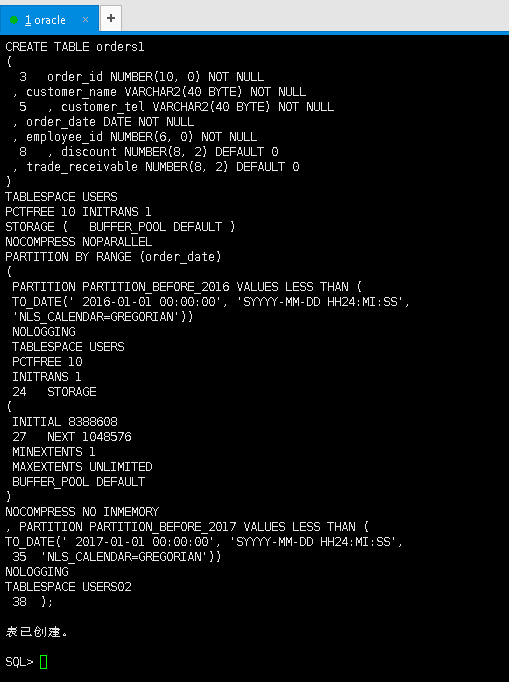 1 oracle × +
CREATE TABLE orders1
(
  3   order_id NUMBER(10, 0) NOT NULL
 , customer_name VARCHAR2(40 BYTE) NOT NULL
  5   , customer_tel VARCHAR2(40 BYTE) NOT NULL
 , order_date DATE NOT NULL
 , employee_id NUMBER(6, 0) NOT NULL
  8   , discount NUMBER(8, 2) DEFAULT 0
 , trade_receivable NUMBER(8, 2) DEFAULT 0
)
TABLESPACE USERS
PCTFREE 10 INITRANS 1
STORAGE (   BUFFER_POOL DEFAULT )
NOCOMPRESS NOPARALLEL
PARTITION BY RANGE (order_date)
(
 PARTITION PARTITION_BEFORE_2016 VALUES LESS THAN (
 TO_DATE(' 2016-01-01 00:00:00', 'SYYYY-MM-DD HH24:MI:SS',
 'NLS_CALENDAR=GREGORIAN'))
 NOLOGGING
 TABLESPACE USERS
 PCTFREE 10
 INITRANS 1
 24   STORAGE
(
 INITIAL 8388608
 27   NEXT 1048576
 MINEXTENTS 1
 MAXEXTENTS UNLIMITED
 BUFFER_POOL DEFAULT
)
NOCOMPRESS NO INMEMORY
, PARTITION PARTITION_BEFORE_2017 VALUES LESS THAN (
TO_DATE(' 2017-01-01 00:00:00', 'SYYYY-MM-DD HH24:MI:SS',
 35  'NLS_CALENDAR=GREGORIAN'))
NOLOGGING
TABLESPACE USERS02
 38  );
表已创建。
SQL>